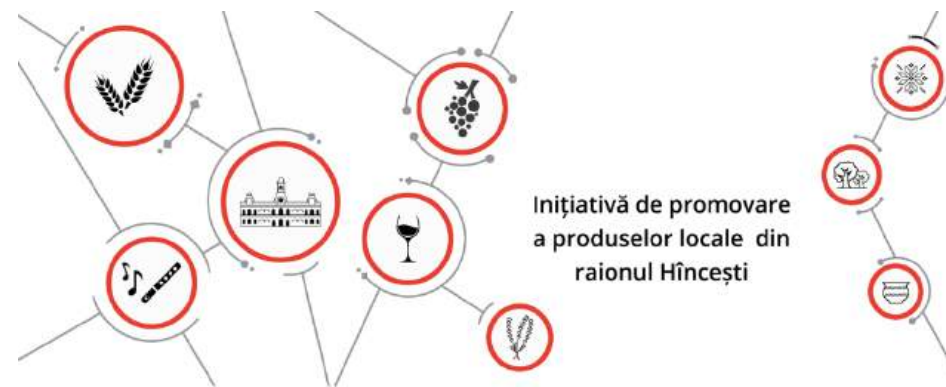 Inițiativă de promovare
a produselor locale din
raionul Hîncești